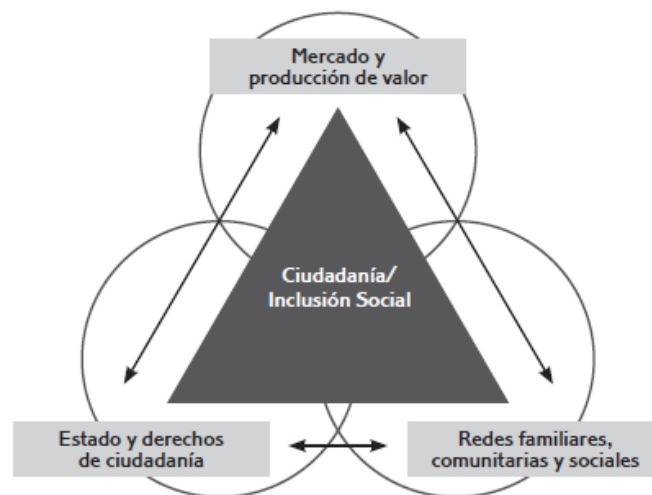 Mercado y
producción de valor
Ciudadanía/
Inclusión Social
Estado y derechos
de ciudadanía
Redes familiares,
comunitarias y sociales